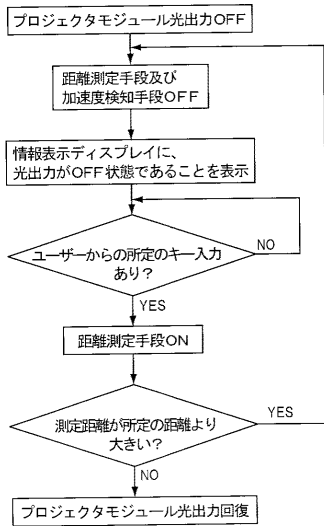 プロジェクタモジュール光出力OFF
距離測定手段及び
加速度検知手段OFF
情報表示ディスプレイに、
光出力がOFF状態であることを表示
ユーザーからの所定のキー入力
あり?
NO
YES
距離測定手段ON
測定距離が所定の距離より
大きい?
YES
NO
プロジェクタモジュール光出力回復